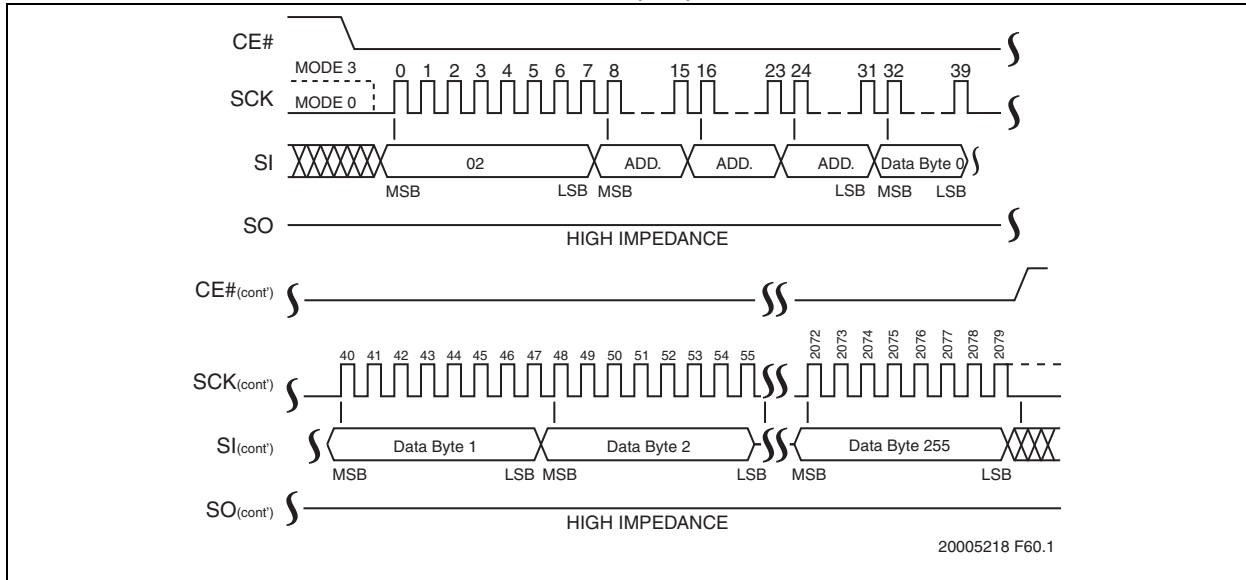 CE#
MODE 3
0 1 2 3 4 5 6 7 8 15 16 23 24 31 32 39
SCK
MODE 0
SI
02 ADD. ADD. ADD. Data Byte 0
MSB LSB MSB LSB MSB LSB
SO
HIGH IMPEDANCE
CE#(cont')
40 41 42 43 44 45 46 47 48 49 50 51 52 53 54 55 2072 2073 2074 2075 2076 2077 2078 2079
SCK(cont')
SI(cont')
Data Byte 1 Data Byte 2 Data Byte 255
MSB LSB MSB LSB MSB LSB
SO(cont')
HIGH IMPEDANCE
20005218 F60.1